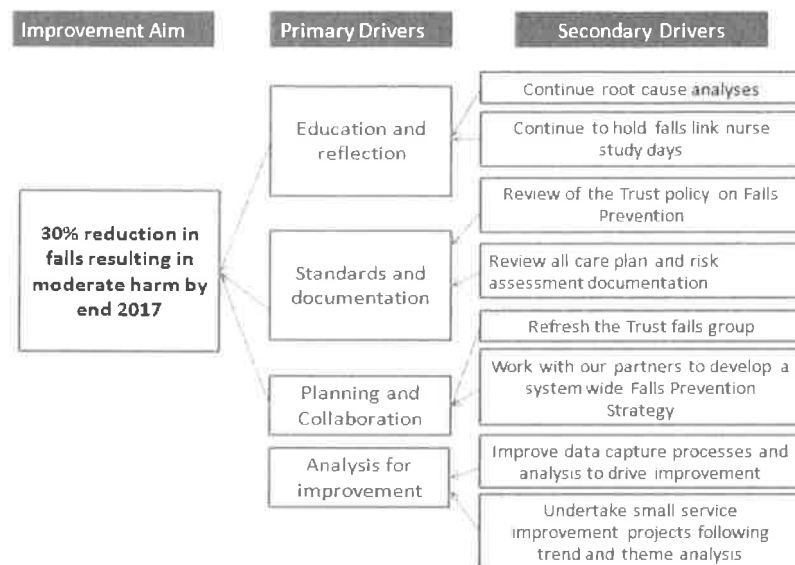 Improvement Aim
Primary Drivers
Secondary Drivers
30% reduction in
falls resulting in
moderate harm by
end 2017
Education and
reflection
Standards and
documentation
Planning and
Collaboration
Analysis for
improvement
Continue root cause analyses
Continue to hold falls link nurse
study days
Review of the Trust policy on Falls
Prevention
Review all care plan and risk
assessment documentation
Refresh the Trust falls group
Work with our partners to develop a
system wide Falls Prevention
Strategy
Improve data capture processes and
analysis to drive improvement
Undertake small service
improvement projects following
trend and theme analysis